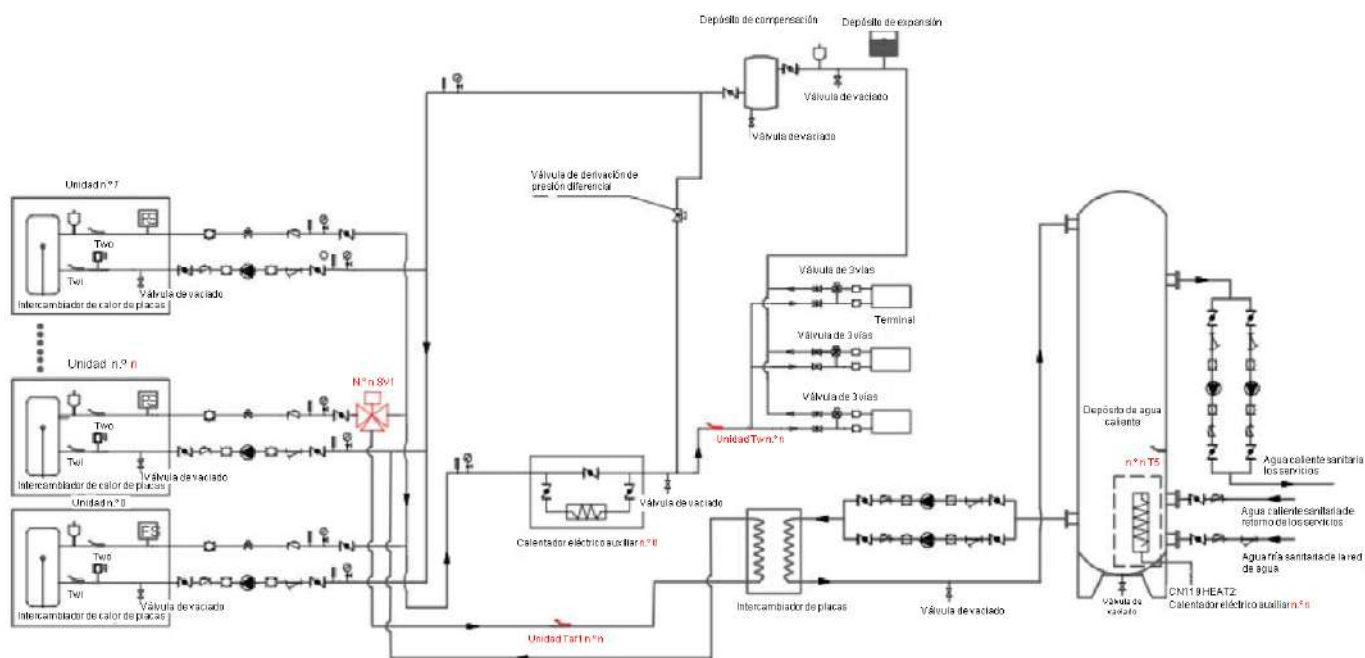 Depósito de compensación
Depósito de expansión
Válvula de vaciado
Válvula de vaciado
Válvula de derivación de
presión diferencial
Unidad n.º 7
FS
Two
Twi
Válvula de vaciado
Intercambiador de calor de placas
Unidad n.º n
N.º n SV1
FS
Two
Twi
Válvula de vaciado
Intercambiador de calor de placas
Unidad n.º 0
FS
Two
Twi
Válvula de vaciado
Intercambiador de calor de placas
Válvula de 3 vías
Terminal
Válvula de 3 vías
Válvula de 3 vías
Unidad Tw n.º n
Válvula de vaciado
Calentador eléctrico auxiliar n.º 0
Unidad Taf1 n.º n
Intercambiador de placas
Válvula de vaciado
Depósito de agua
caliente
n.º n T5
Agua caliente sanitaria
los servicios
Agua caliente sanitaria de
retorno de los servicios
Agua fría sanitaria de la red
de agua
CN119 HEAT2
Calentador eléctrico auxiliar n.º n
Válvula de
vaciado